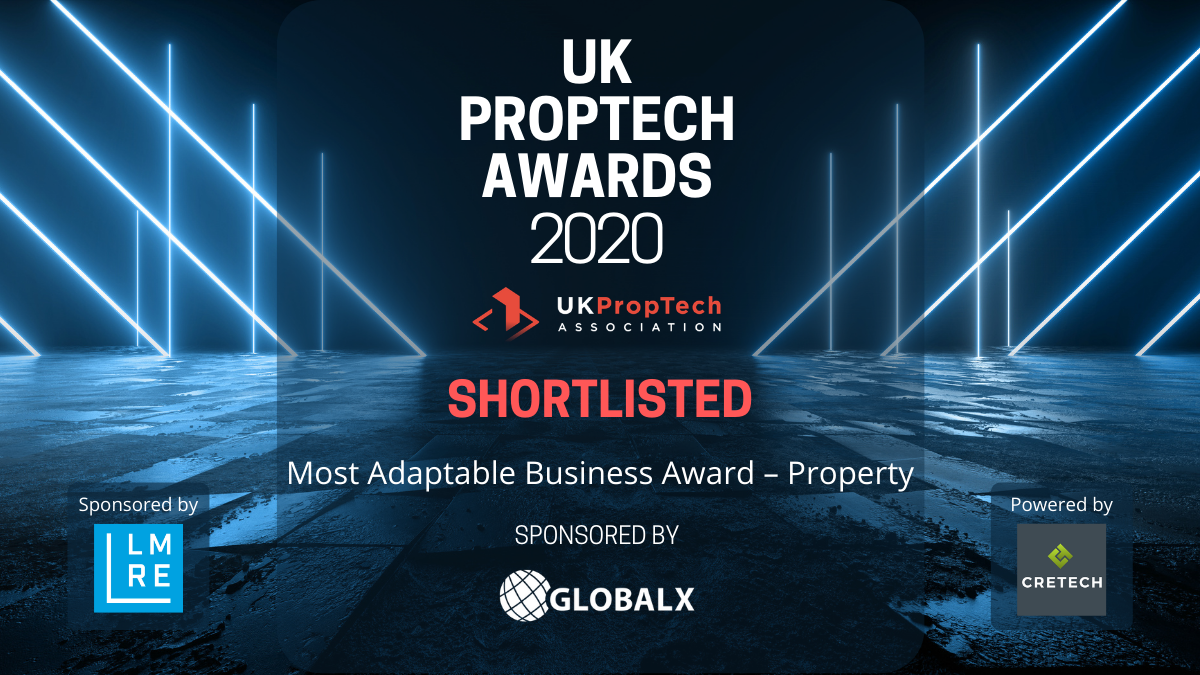 UK
PROPTECH
AWARDS
2020
UKPropTech
ASSOCIATION
SHORTLISTED
Most Adaptable Business Award – Property
Sponsored by
LM
RE
SPONSORED BY
GLOBALX
Powered by
CRETECH